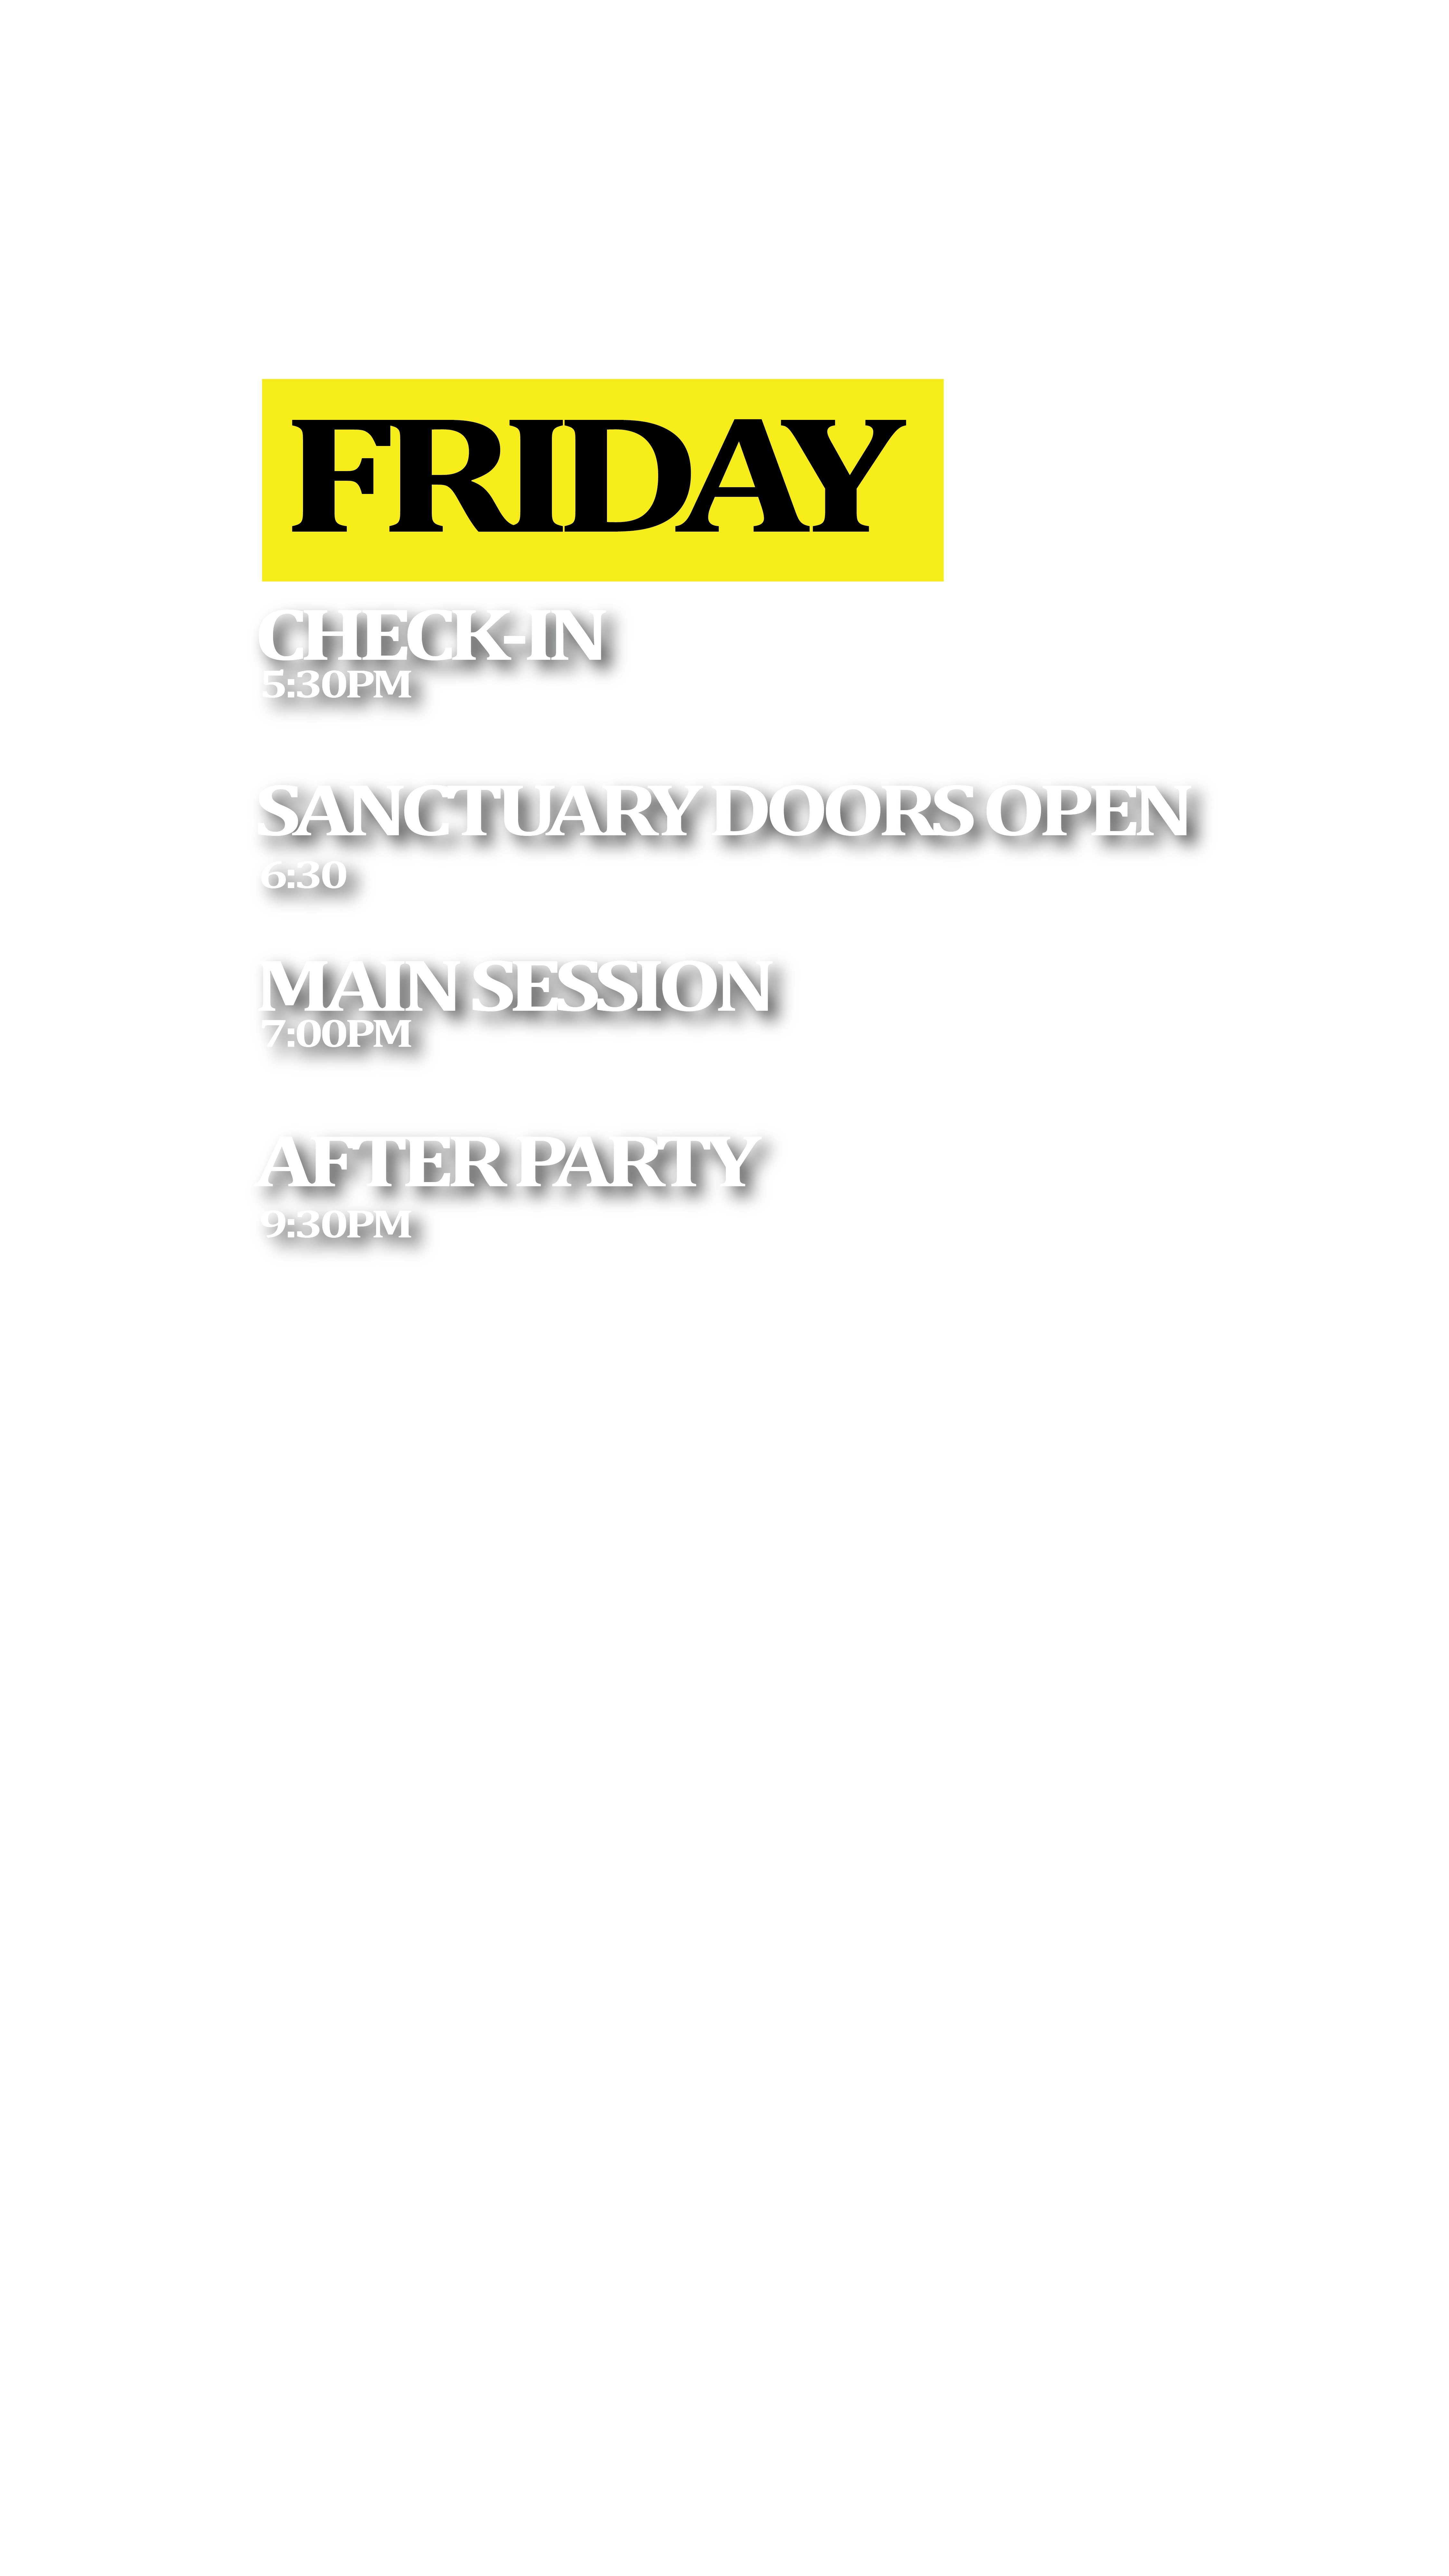 FRIDAY
CHECK-IN
5:30PM
SANCTUARY DOORS OPEN
6:30
MAIN SESSION
7:00PM
AFTER PARTY
9:30PM